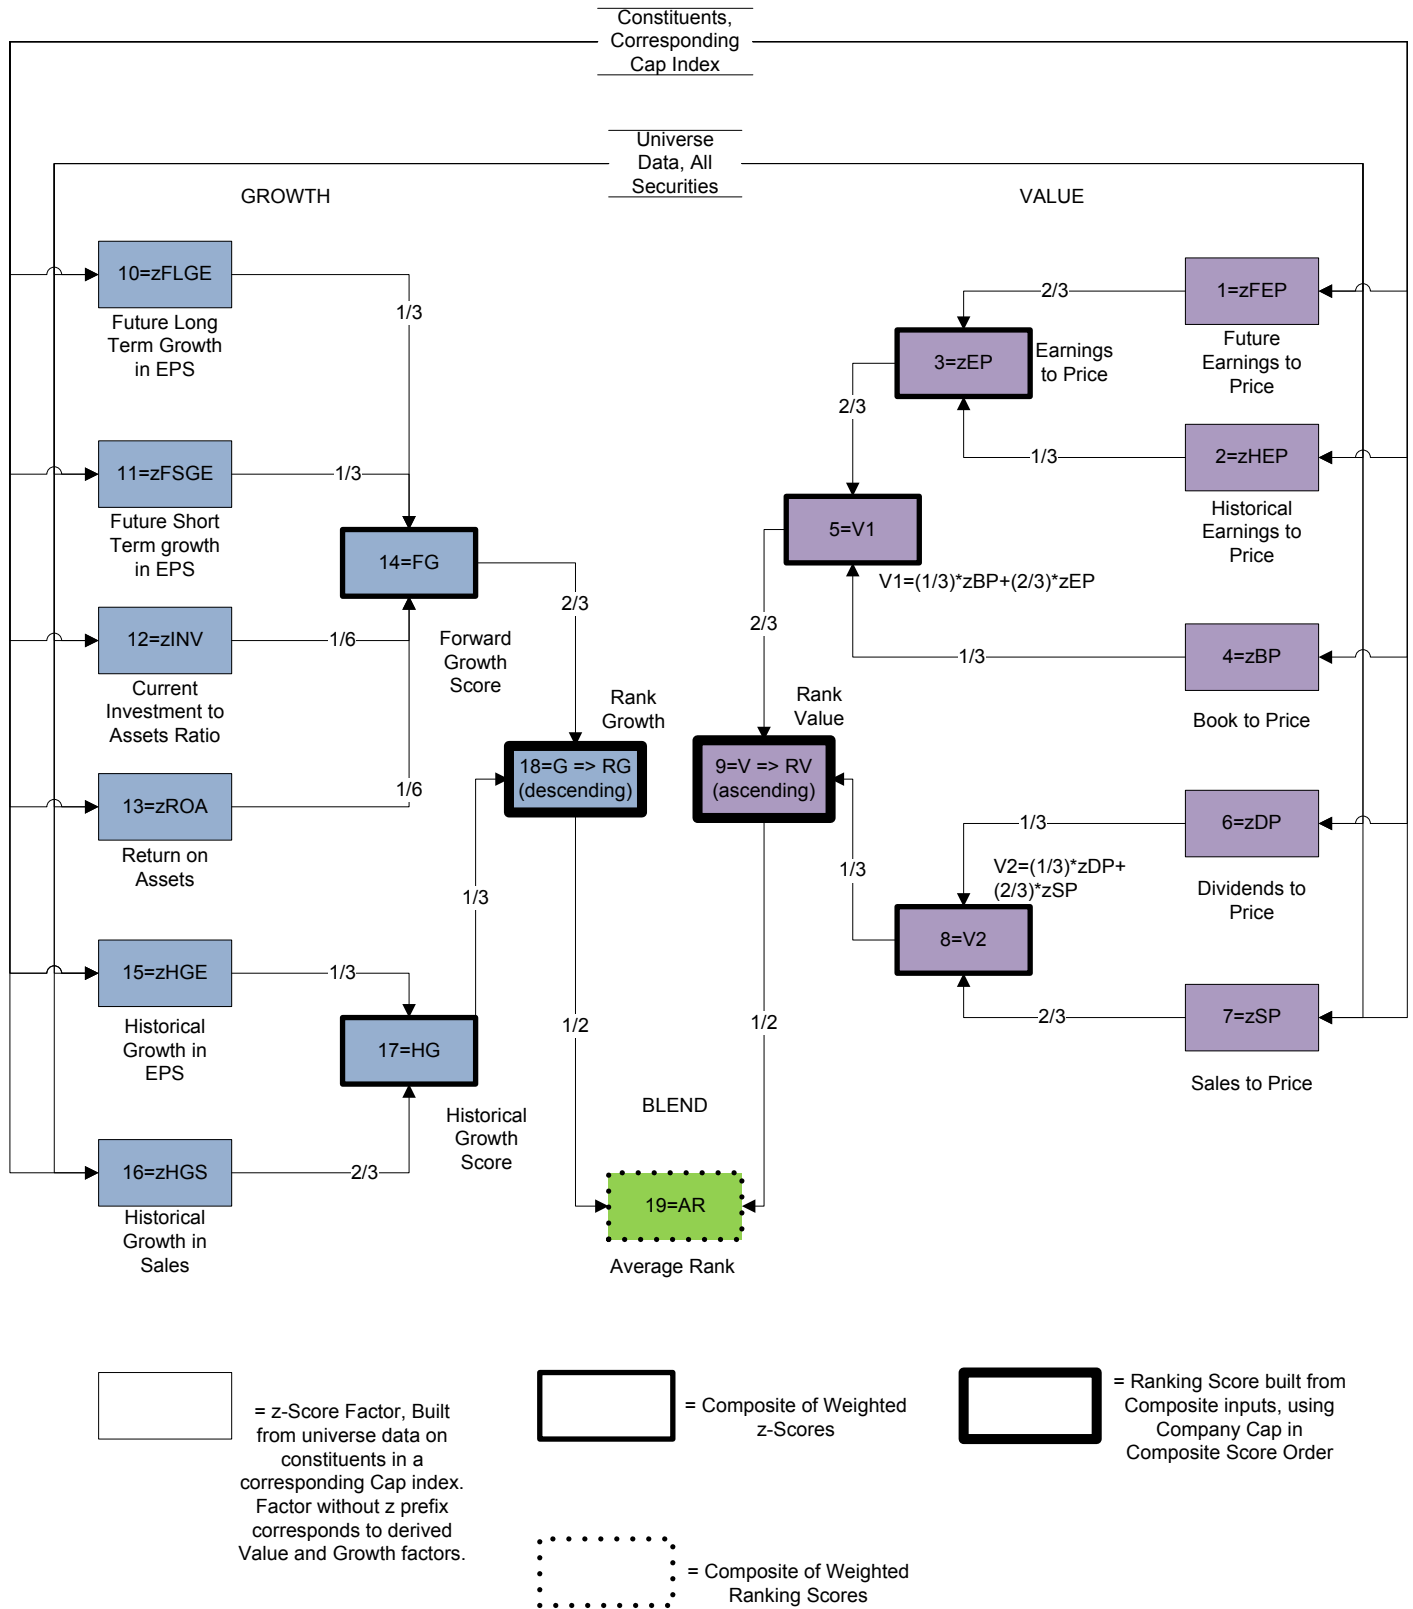 Constituents,
Corresponding
Cap Index
Universe
Data, All
Securities
GROWTH
VALUE
10=zFLGE
Future Long
Term Growth
in EPS
1/3
11=zFSGE
Future Short
Term growth
in EPS
1/3
14=FG
Forward
Growth
Score
12=zINV
Current
Investment to
Assets Ratio
1/6
13=zROA
Return on
Assets
1/6
2/3
Rank
Growth
18=G => RG
(descending)
15=zHGE
Historical
Growth in
EPS
1/3
17=HG
Historical
Growth
Score
1/3
16=zHGS
Historical
Growth in
Sales
2/3
1/2
1=zFEP
Future
Earnings to
Price
2/3
3=zEP
Earnings
to Price
2/3
2=zHEP
Historical
Earnings to
Price
1/3
5=V1
V1=(1/3)*zBP+(2/3)*zEP
2/3
4=zBP
Book to Price
1/3
Rank
Value
9=V => RV
(ascending)
6=zDP
Dividends to
Price
1/3
V2=(1/3)*zDP+
(2/3)*zSP
1/3
8=V2
7=zSP
Sales to Price
2/3
1/2
BLEND
19=AR
Average Rank
= z-Score Factor, Built
from universe data on
constituents in a
corresponding Cap index.
Factor without z prefix
corresponds to derived
Value and Growth factors.
= Composite of Weighted
z-Scores
= Ranking Score built from
Composite inputs, using
Company Cap in
Composite Score Order
= Composite of Weighted
Ranking Scores